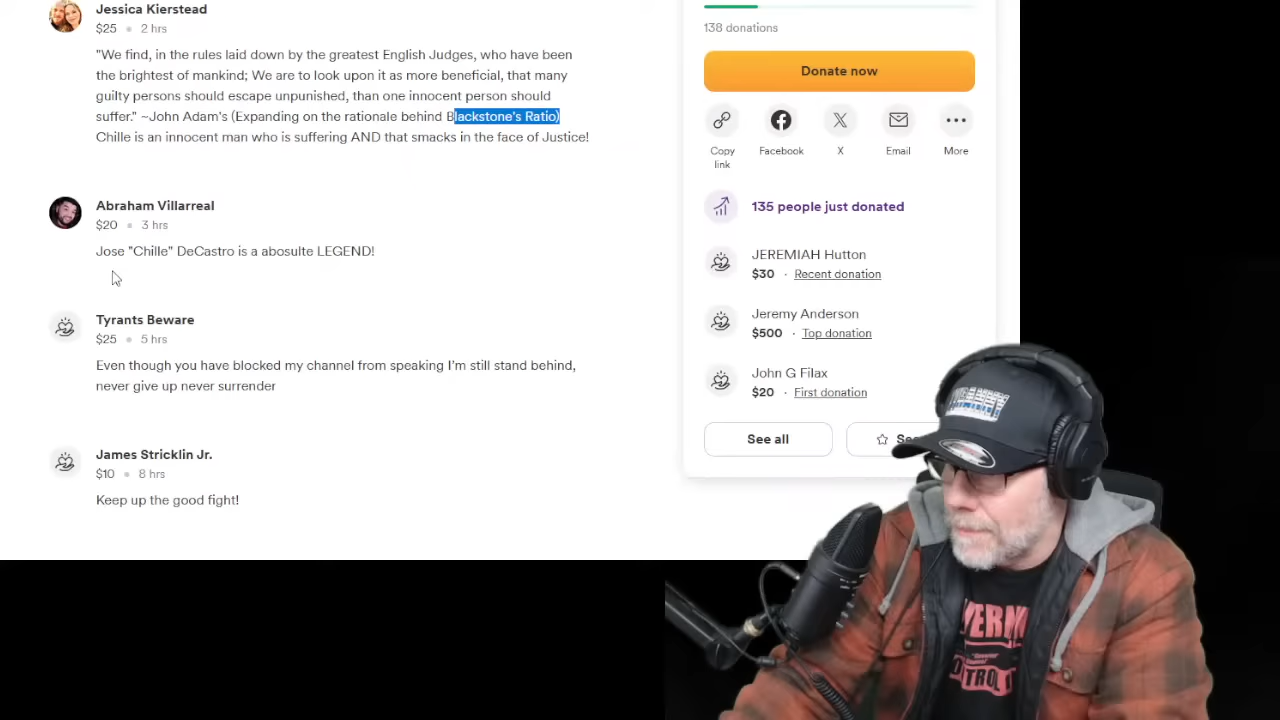 Jessica Kierstead
$25 • 2 hrs
"We find, in the rules laid down by the greatest English Judges, who have been
the brightest of mankind; We are to look upon it as more beneficial, that many
guilty persons should escape unpunished, than one innocent person should
suffer." ~John Adam's (Expanding on the rationale behind Blackstone's Ratio)
Chille is an innocent man who is suffering AND that smacks in the face of Justice!
Abraham Villarreal
$20 • 3 hrs
Jose "Chille" DeCastro is a abosulte LEGEND!
Tyrants Beware
$25 • 5 hrs
Even though you have blocked my channel from speaking I'm still stand behind,
never give up never surrender
James Stricklin Jr.
$10 • 8 hrs
Keep up the good fight!
138 donations
Donate now
Copy
link
Facebook
X
Email
More
135 people just donated
JEREMIAH Hutton
$30 · Recent donation
Jeremy Anderson
$500 · Top donation
John G Filax
$20 · First donation
See all